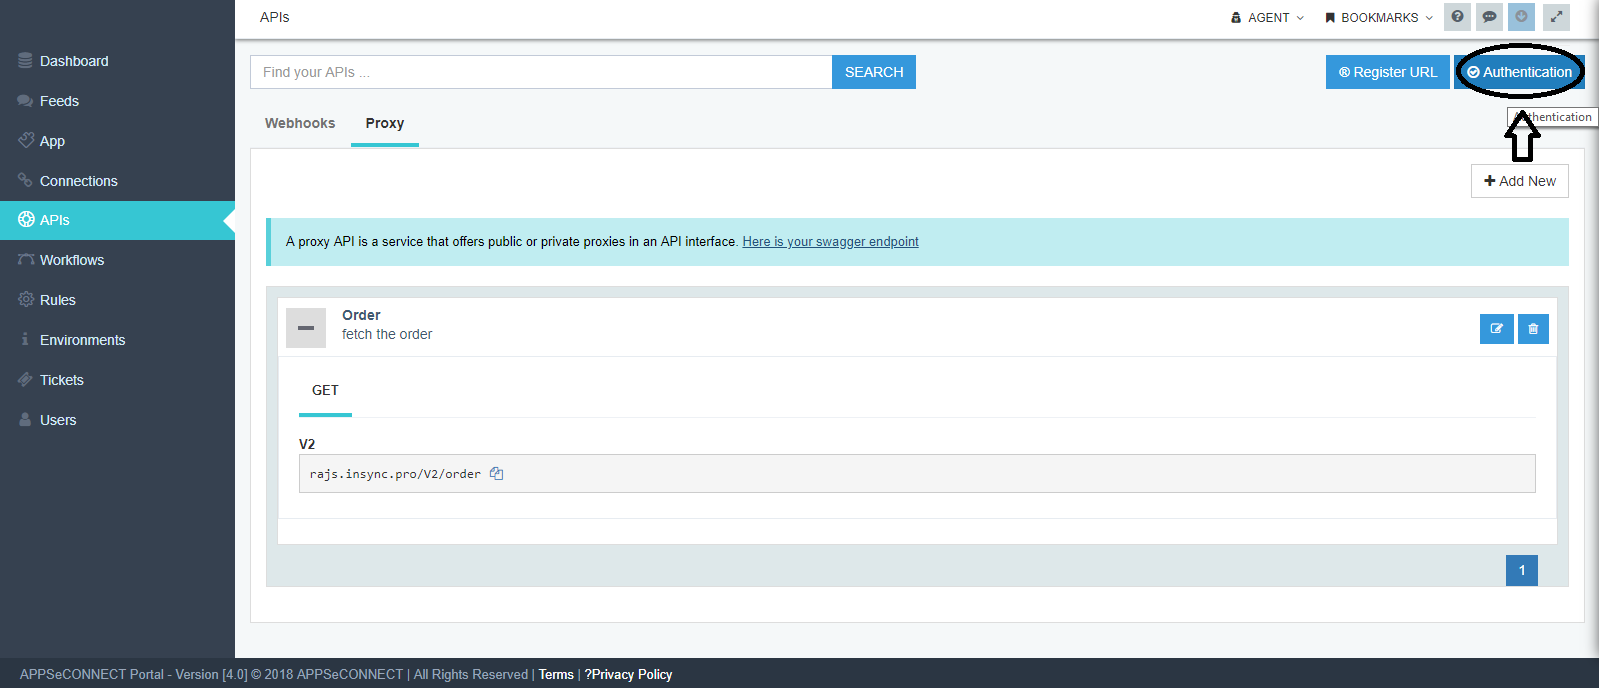 APIs
AGENT
BOOKMARKS
Dashboard
Feeds
App
Connections
APIs
Workflows
Rules
Environments
Tickets
Users
Find your APIs ...
SEARCH
® Register URL
Authentication
Authentication
Webhooks
Proxy
Add New
A proxy API is a service that offers public or private proxies in an API interface. Here is your swagger endpoint
Order
fetch the order
GET
V2
rajs.insync.pro/V2/order
1
APPSeCONNECT Portal - Version [4.0] © 2018 APPSeCONNECT | All Rights Reserved | Terms | ?Privacy Policy